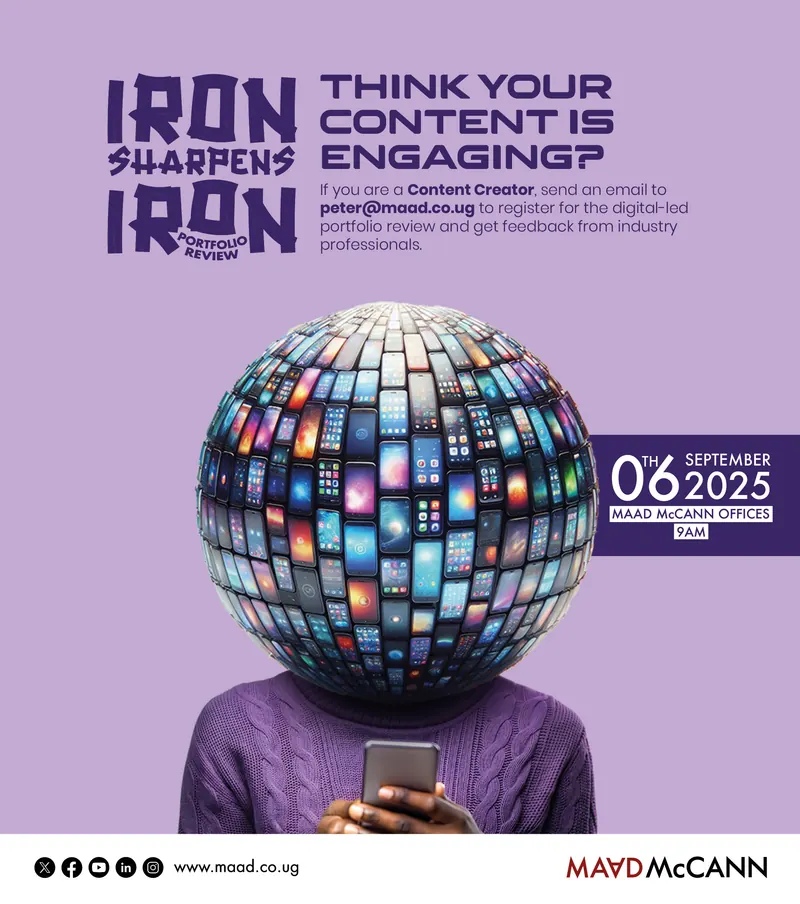 IRON
SHARPENS
IRON
PORTFOLIO
REVIEW
THINK YOUR
CONTENT IS
ENGAGING?
If you are a Content Creator, send an email to
peter@maad.co.ug to register for the digital-led
portfolio review and get feedback from industry
professionals.
06TH SEPTEMBER
2025
MAAD McCANN OFFICES
9AM
www.maad.co.ug
MAAD McCANN